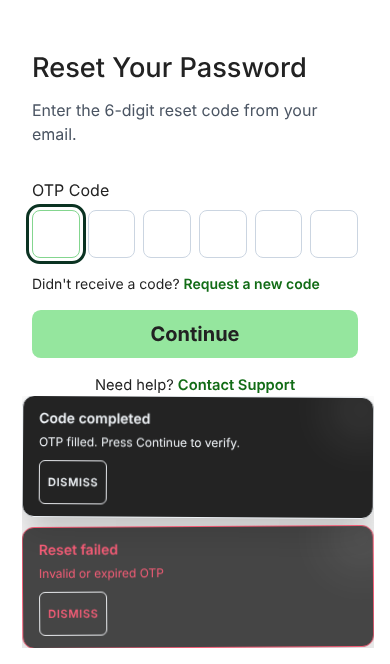 Reset Your Password
Enter the 6-digit reset code from your
email.
OTP Code
Didn't receive a code? Request a new code
Continue
Need help? Contact Support
Code completed
OTP filled. Press Continue to verify.
DISMISS
Reset failed
Invalid or expired OTP
DISMISS